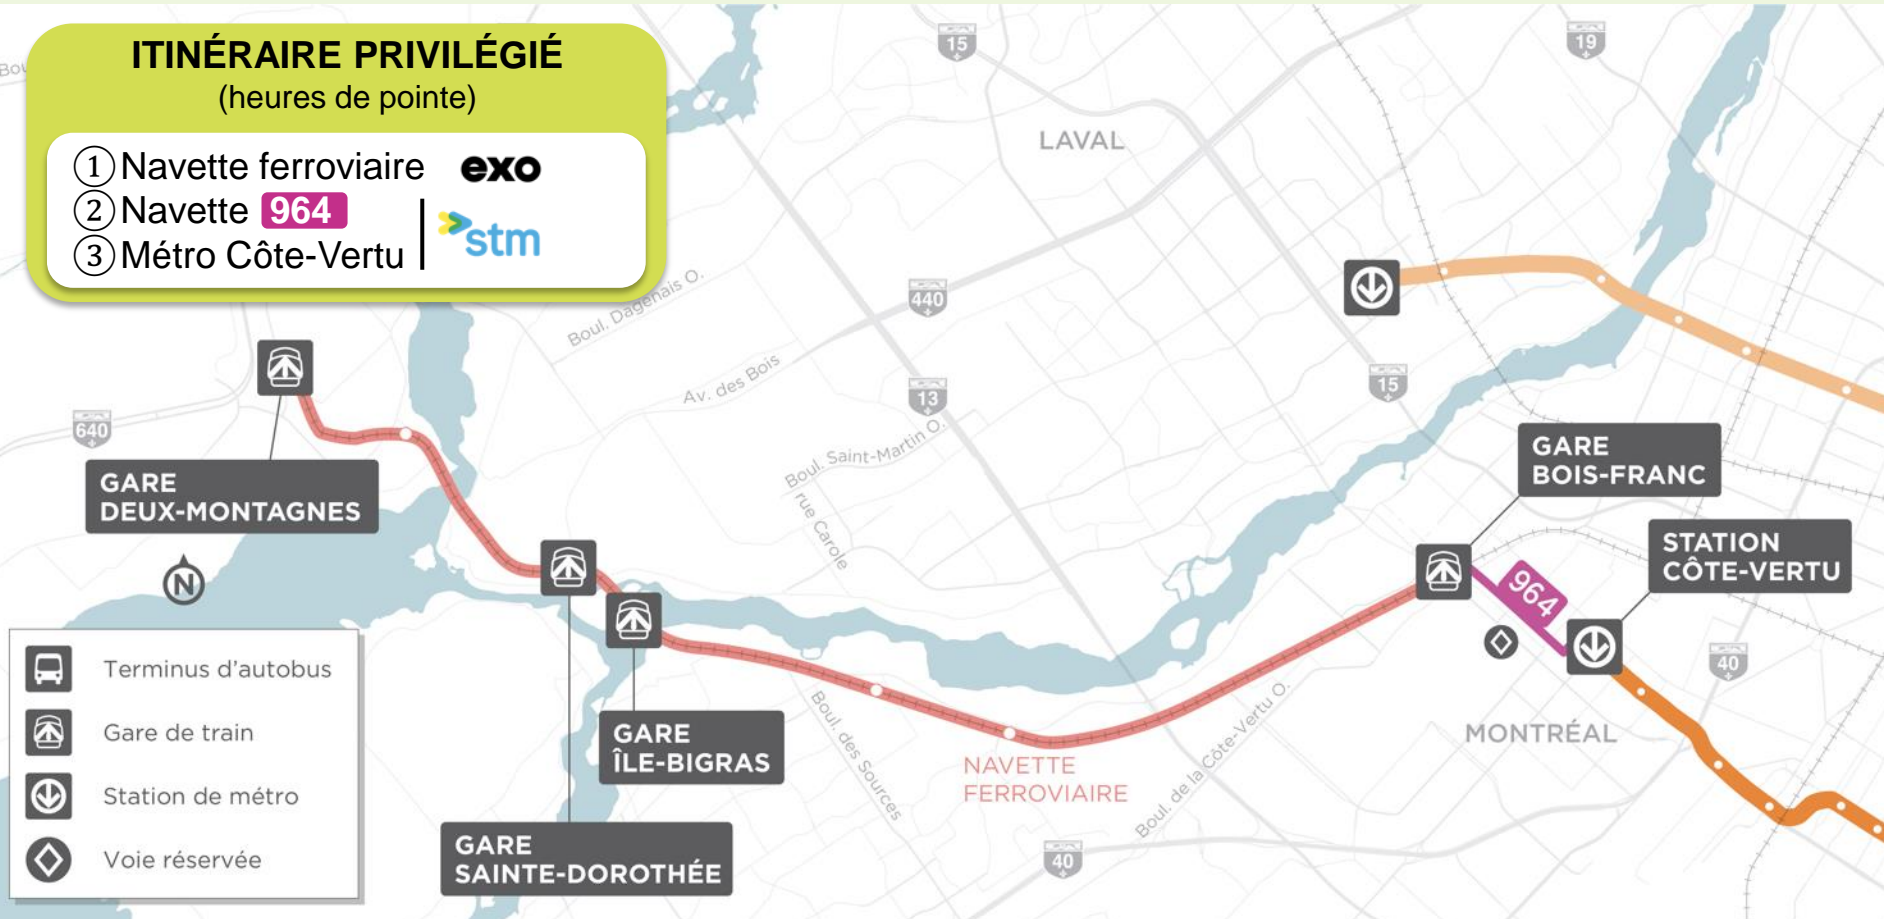 ITINÉRAIRE PRIVILÉGIÉ
(heures de pointe)
① Navette ferroviaire exo
② Navette 964
③ Métro Côte-Vertu
stm
15
19
LAVAL
Boul. Dagenais O.
440
Av. des Bois
13
15
640
Boul. Saint-Martin O.
rue Carole
GARE
DEUX-MONTAGNES
GARE
BOIS-FRANC
STATION
CÔTE-VERTU
964
N
40
MONTRÉAL
Boul. des Sources
GARE
ÎLE-BIGRAS
NAVETTE
FERROVIAIRE
Boul. de la Côte-Vertu O.
40
GARE
SAINTE-DOROTHÉE
Terminus d'autobus
Gare de train
Station de métro
Voie réservée